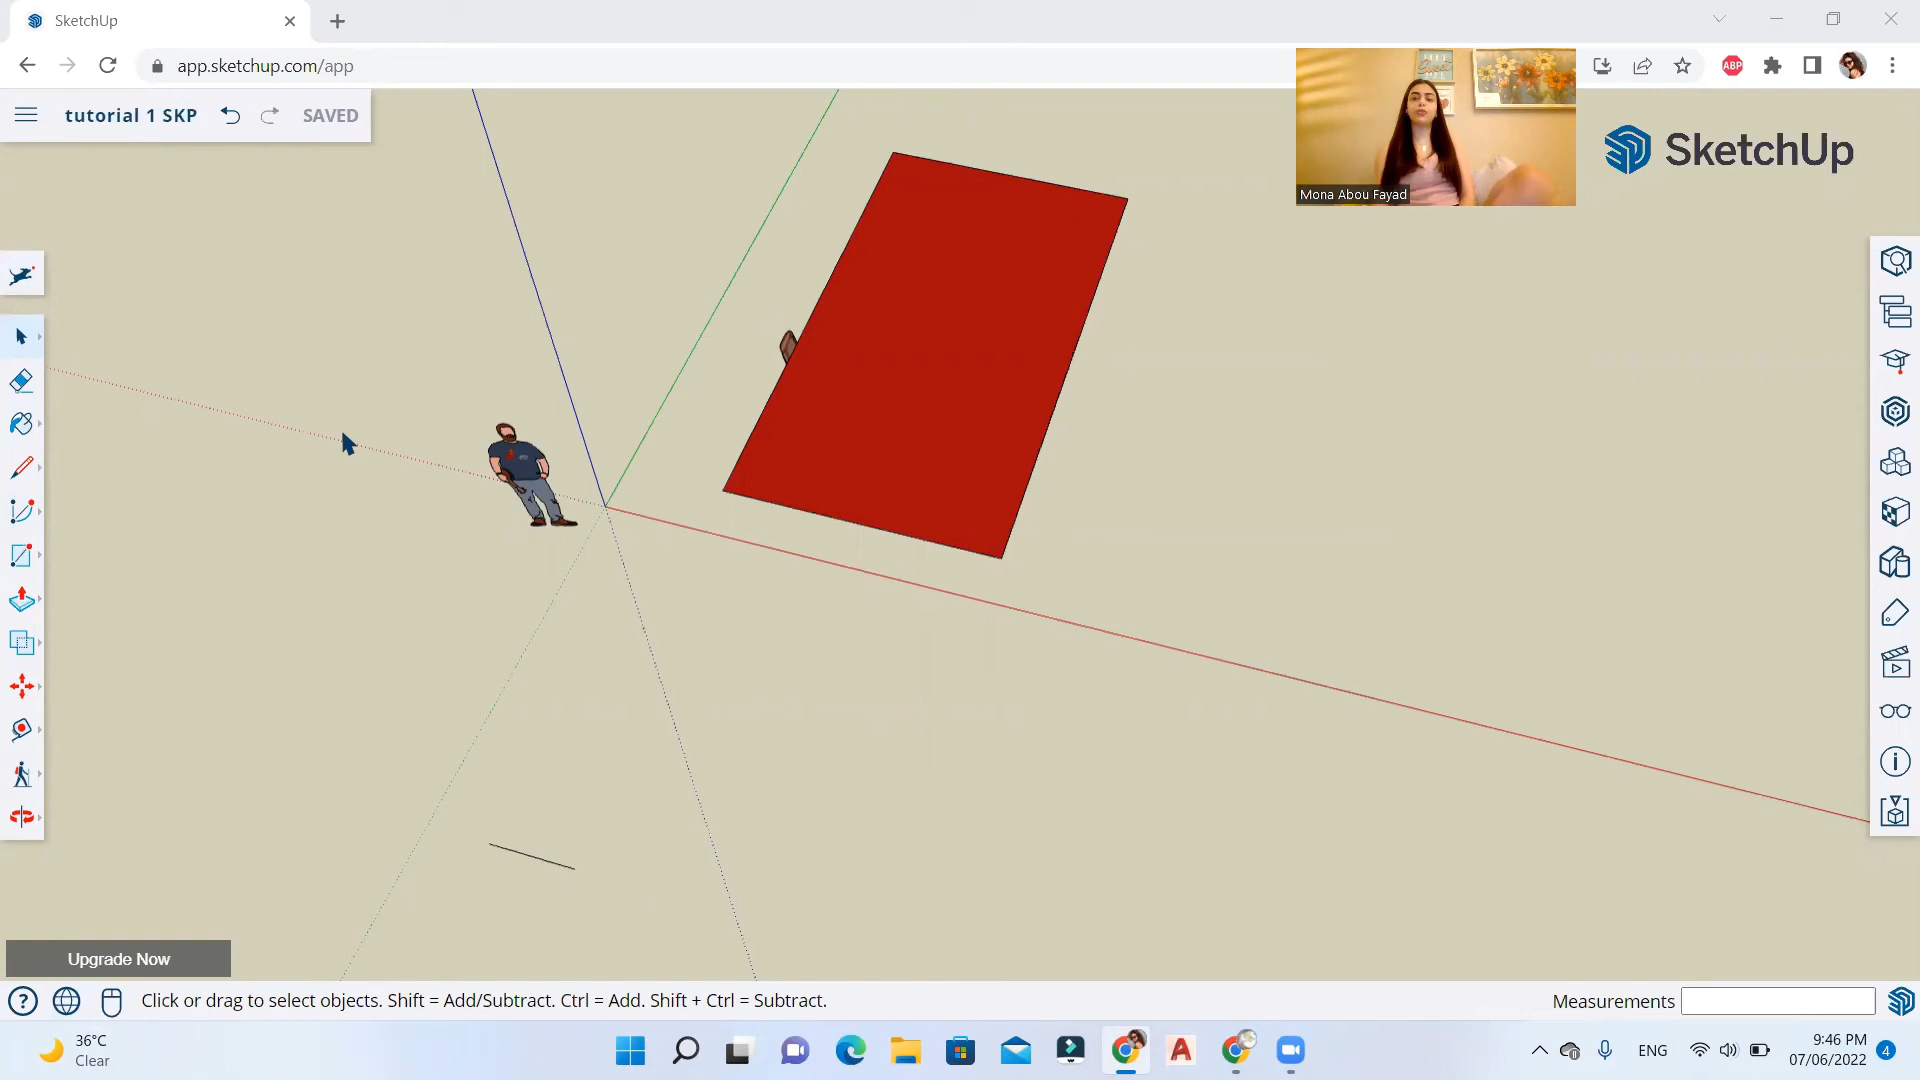 SketchUp
app.sketchup.com/app
ABP
tutorial 1 SKP
SAVED
Mona Abou Fayad
SketchUp
Upgrade Now
Click or drag to select objects. Shift = Add/Subtract. Ctrl = Add. Shift + Ctrl = Subtract.
Measurements
36°C
Clear
ENG
9:46 PM
07/06/2022
4